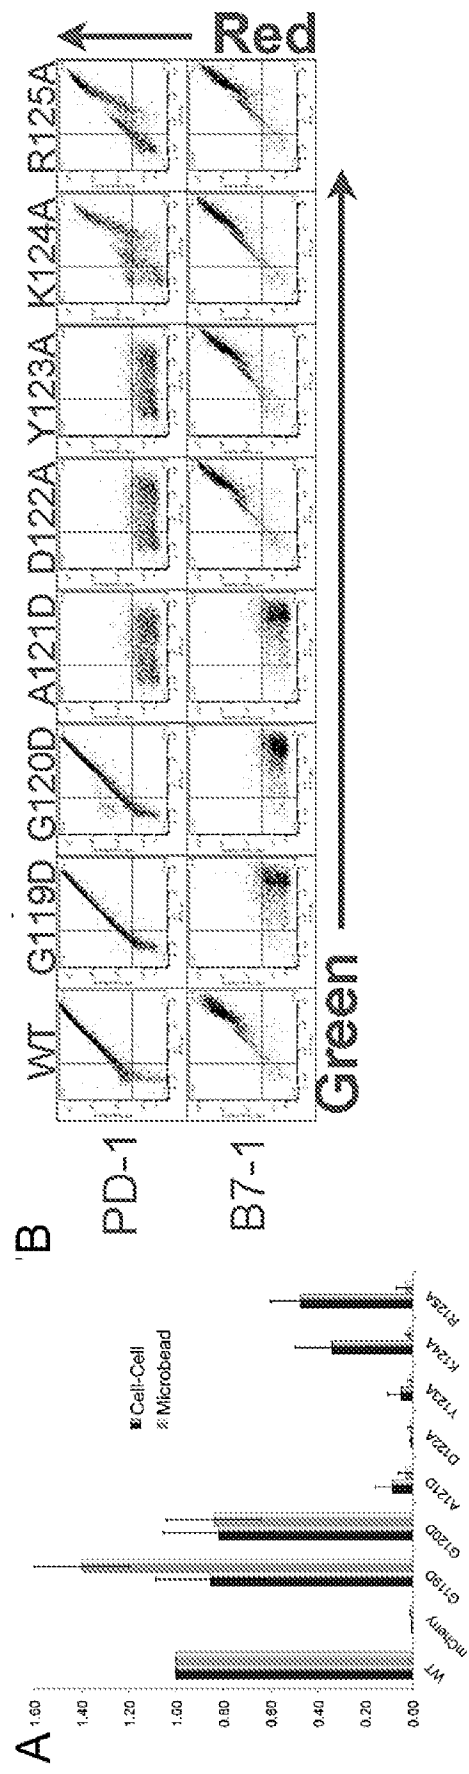 A
1.60
1.40
1.20
1.00
0.80
0.60
0.40
0.20
0.00
Cell-Cell
Microbead
WT
mCherry
G119D
G120D
A121D
D122A
Y123A
K124A
R125A
B
WT G119D G120D A121D D122A Y123A K124A R125A
PD-1
B7-1
Green
Red